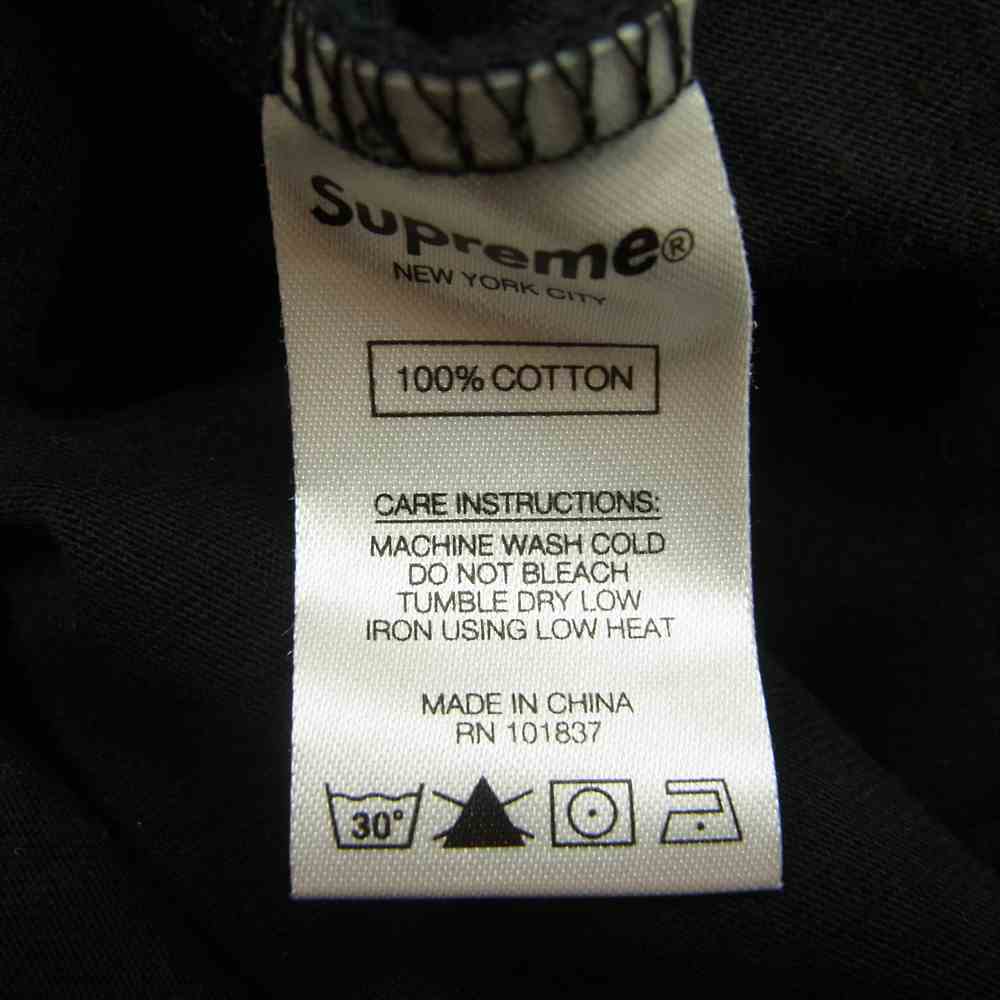 Supreme®
NEW YORK CITY
100% COTTON
CARE INSTRUCTIONS:
MACHINE WASH COLD
DO NOT BLEACH
TUMBLE DRY LOW
IRON USING LOW HEAT
MADE IN CHINA
RN 101837
30°